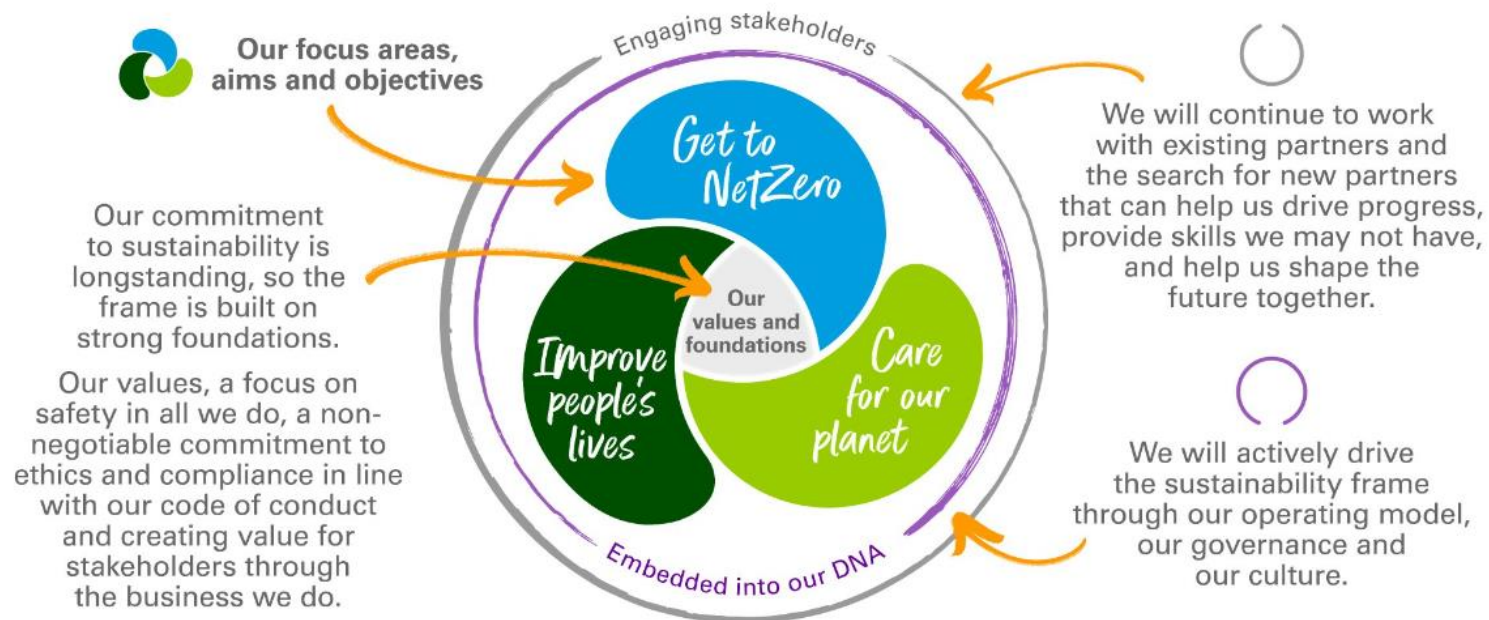 Our focus areas,
aims and objectives
Our commitment
to sustainability is
longstanding, so the
frame is built on
strong foundations.
Our values, a focus on
safety in all we do, a non-
negotiable commitment to
ethics and compliance in line
with our code of conduct
and creating value for
stakeholders through
the business we do.
Engaging stakeholders
Get to
NetZero
Our
values and
foundations
Improve
people's
lives
Care
for our
planet
Embedded into our DNA
We will continue to work
with existing partners and
the search for new partners
that can help us drive progress,
provide skills we may not have,
and help us shape the
future together.
We will actively drive
the sustainability frame
through our operating model,
our governance and
our culture.